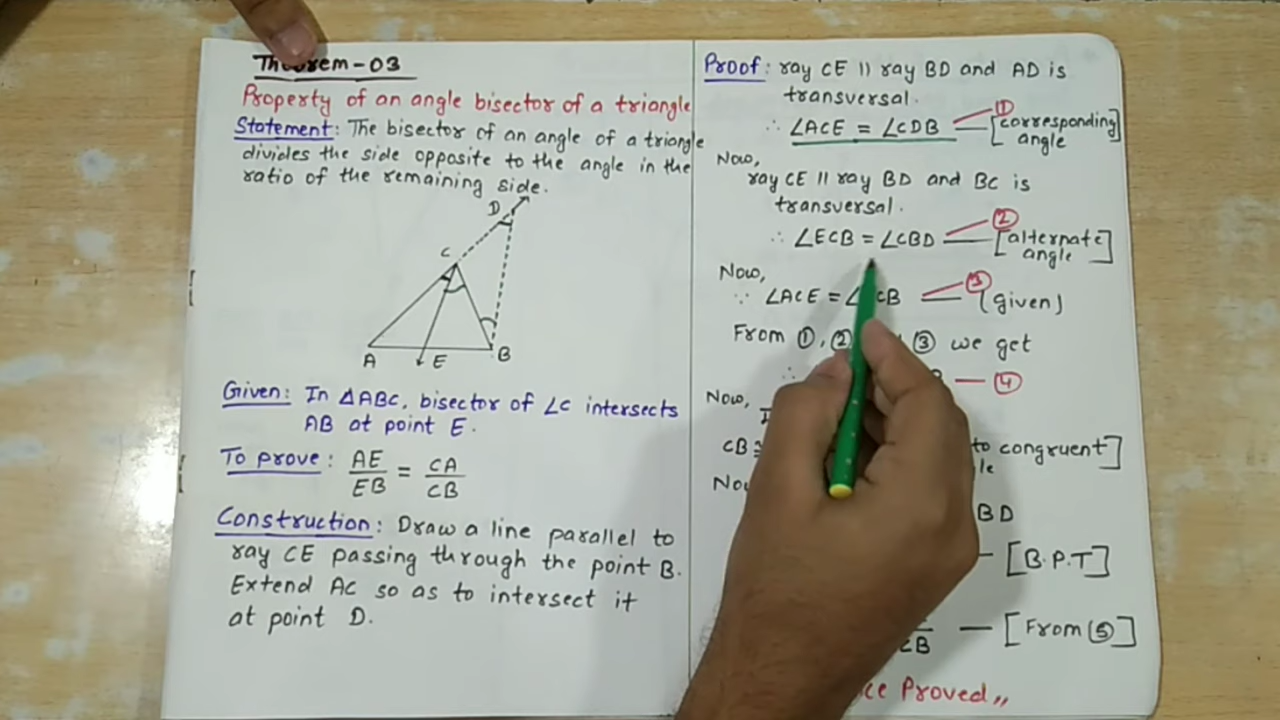 Theorem-03
Property of an angle bisector of a triangle
Statement: The bisector of an angle of a triangle
divides the side opposite to the angle in the
ratio of the remaining side.
D
C
A E B
Given: In ΔABC, bisector of ∠C intersects
AB at point E.
To prove: AE/EB = CA/CB
Construction: Draw a line parallel to
ray CE passing through the point B.
Extend AC so as to intersect it
at point D.
Proof: ray CE || ray BD and AD is
transversal.
∴ ∠ACE = ∠CDB — ① [corresponding
angle]
Now,
ray CE || ray BD and BC is
transversal.
∴ ∠ECB = ∠CBD — ② [alternate
angle]
Now,
∵ ∠ACE = ∠ CB — ③ (given)
From ①, ② ③ we get
∴ B — ④
Now,
CB ≅ to congruent]
BD
— [B.P.T]
CB — [From ⑤]
Proved,,